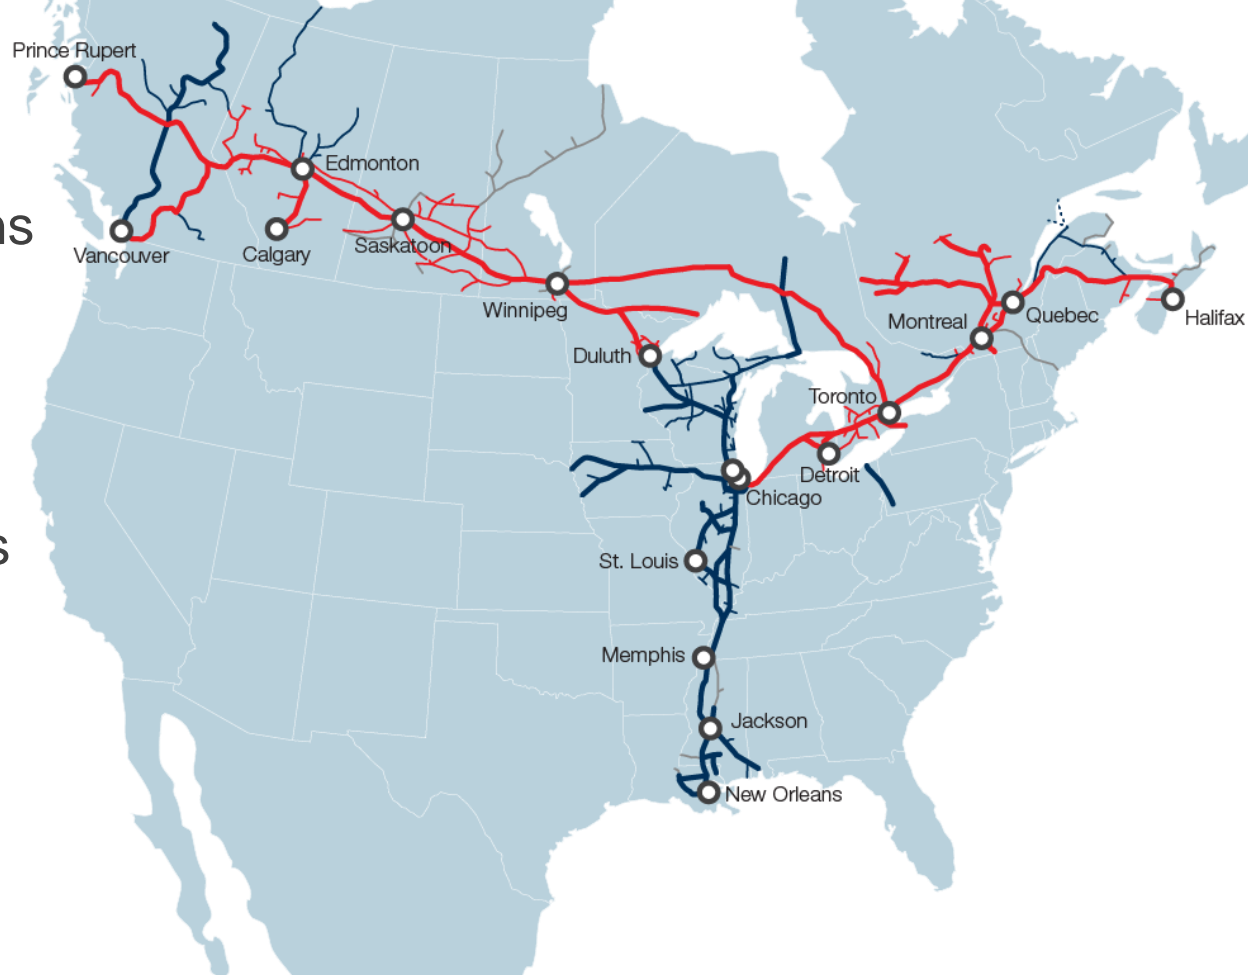 Prince Rupert
Edmonton
ns
Vancouver
Calgary
Saskatoon
Winnipeg
Duluth
Montreal
Quebec
Halifax
Toronto
Detroit
Chicago
s
St. Louis
Memphis
Jackson
New Orleans